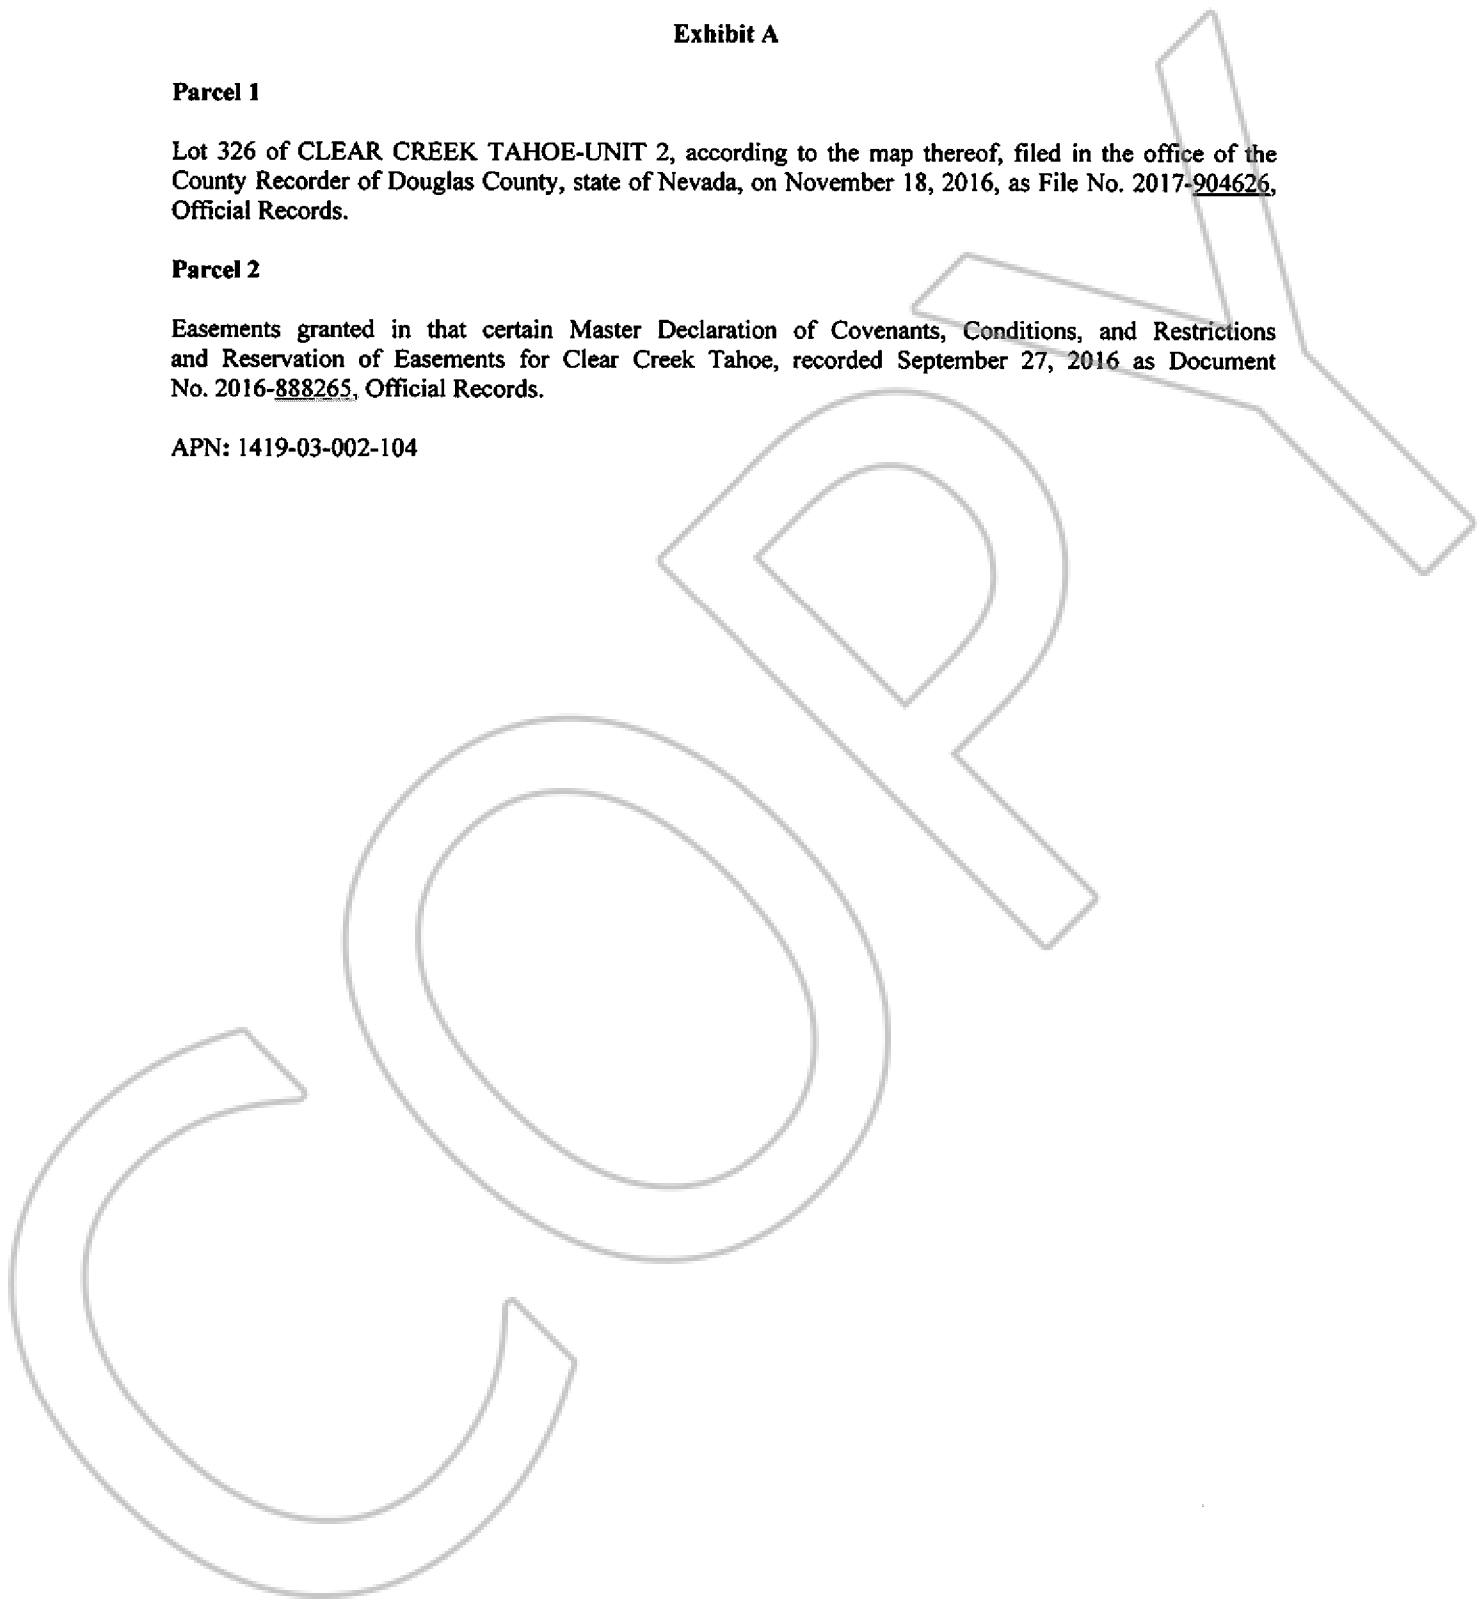 Exhibit A
Parcel 1
Lot 326 of CLEAR CREEK TAHOE-UNIT 2, according to the map thereof, filed in the office of the
County Recorder of Douglas County, state of Nevada, on November 18, 2016, as File No. 2017-904626,
Official Records.
Parcel 2
Easements granted in that certain Master Declaration of Covenants, Conditions, and Restrictions
and Reservation of Easements for Clear Creek Tahoe, recorded September 27, 2016 as Document
No. 2016-888265, Official Records.
APN: 1419-03-002-104
COPY